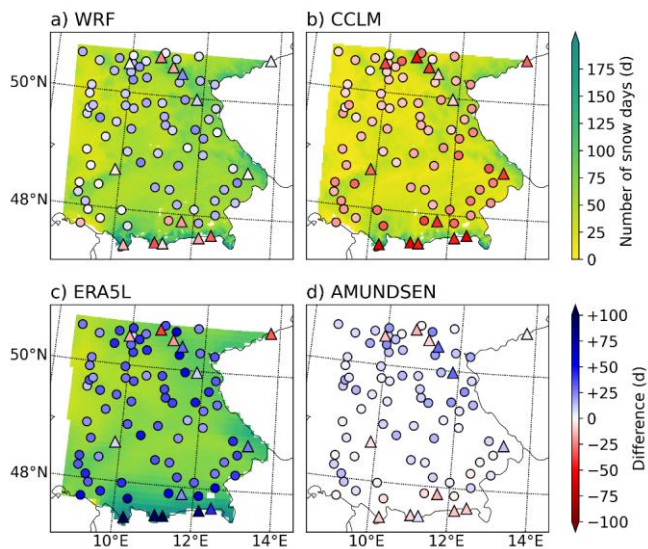 a) WRF
b) CCLM
50°N
48°N
175
150
125
100
75
50
25
0
Number of snow days (d)
c) ERA5L
d) AMUNDSEN
50°N
48°N
10°E
12°E
14°E
10°E
12°E
14°E
+100
+75
+50
+25
0
−25
−50
−75
−100
Difference (d)